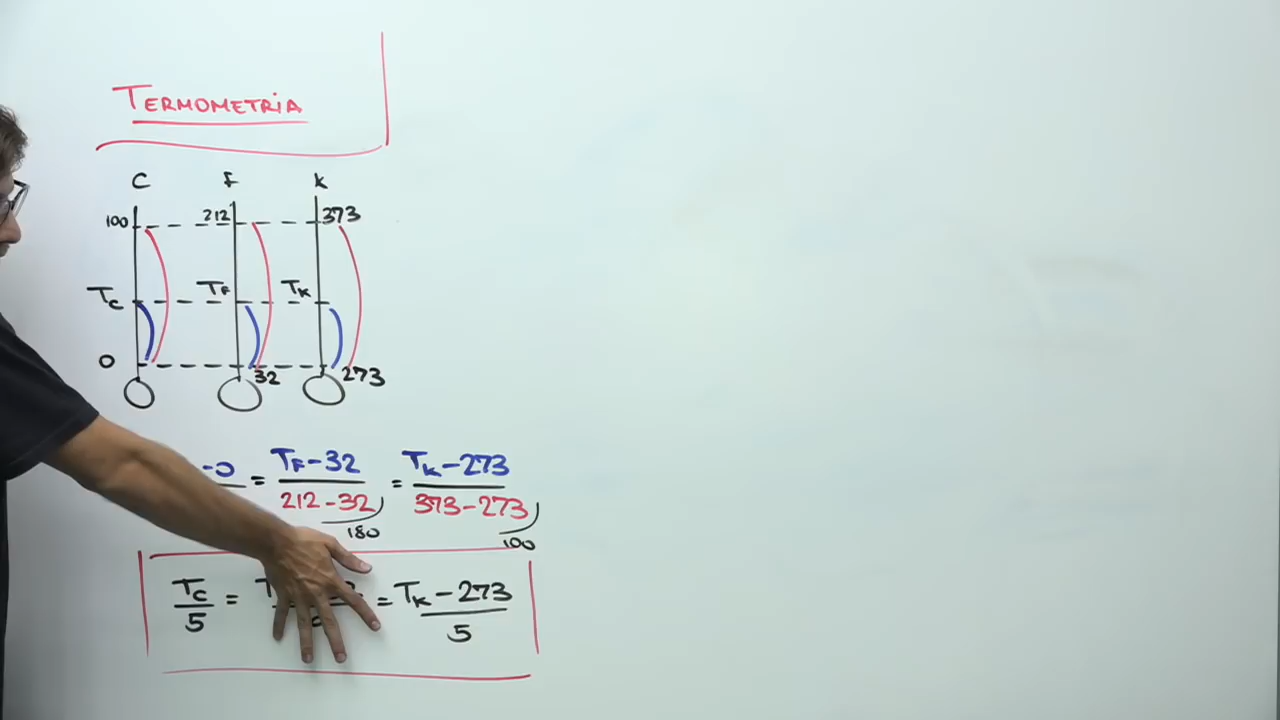 TERMOMETRIA
C F K
100 212 373
Tc TF TK
0 32 273
-0 = TF-32 = TK-273
212-32 373-273
180 100
Tc = = TK-273
5 5